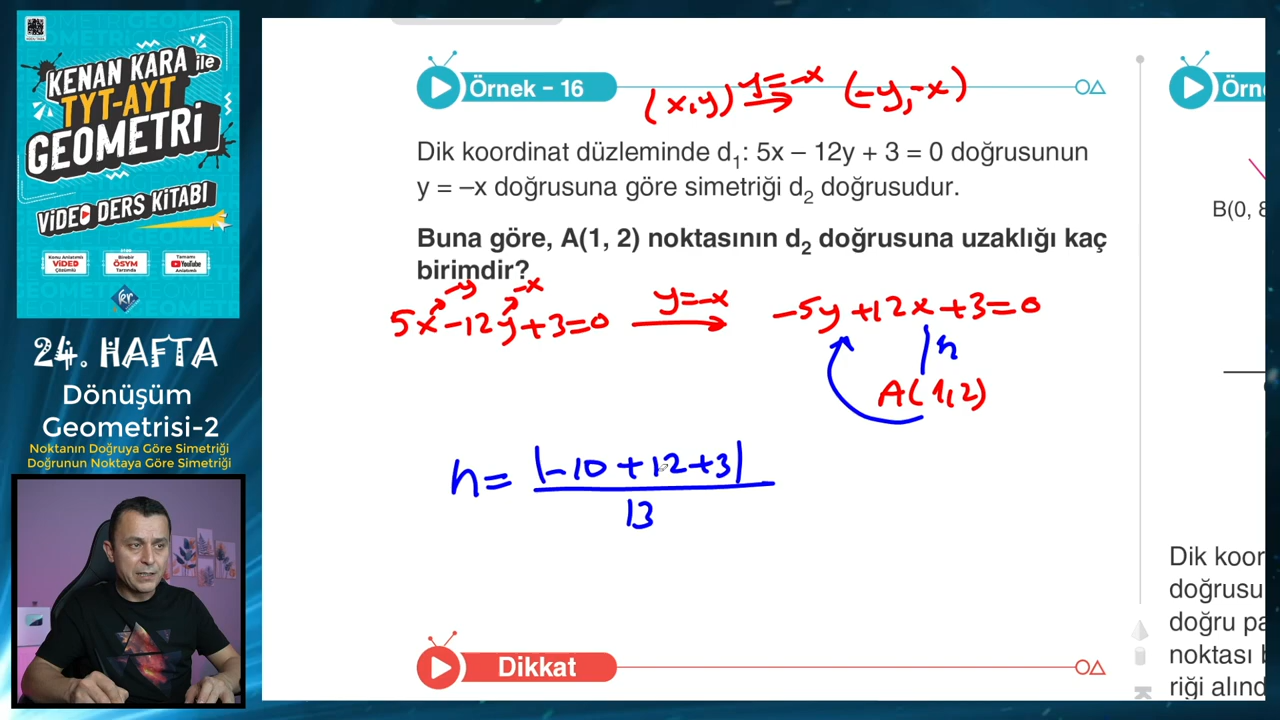 KENAN KARA ile
TYT-AYT
GEOMETRİ
VİDEO DERS KİTABI
24. HAFTA
Dönüşüm
Geometrisi-2
Noktanın Doğruya Göre Simetriği
Doğrunun Noktaya Göre Simetriği
Örnek - 16
(x,y) y=-x → (-y,-x)
Dik koordinat düzleminde d₁: 5x – 12y + 3 = 0 doğrusunun
y = –x doğrusuna göre simetriği d₂ doğrusudur.
Buna göre, A(1, 2) noktasının d₂ doğrusuna uzaklığı kaç
birimdir?
-y -x
5x-12y+3=0 y=-x → -5y+12x+3=0
h
A(1,2)
h= |-10+12+3|
13
Dikkat
Örn
B(0, 8
Dik koor
doğrusu
doğru pa
noktası b
riği alınd